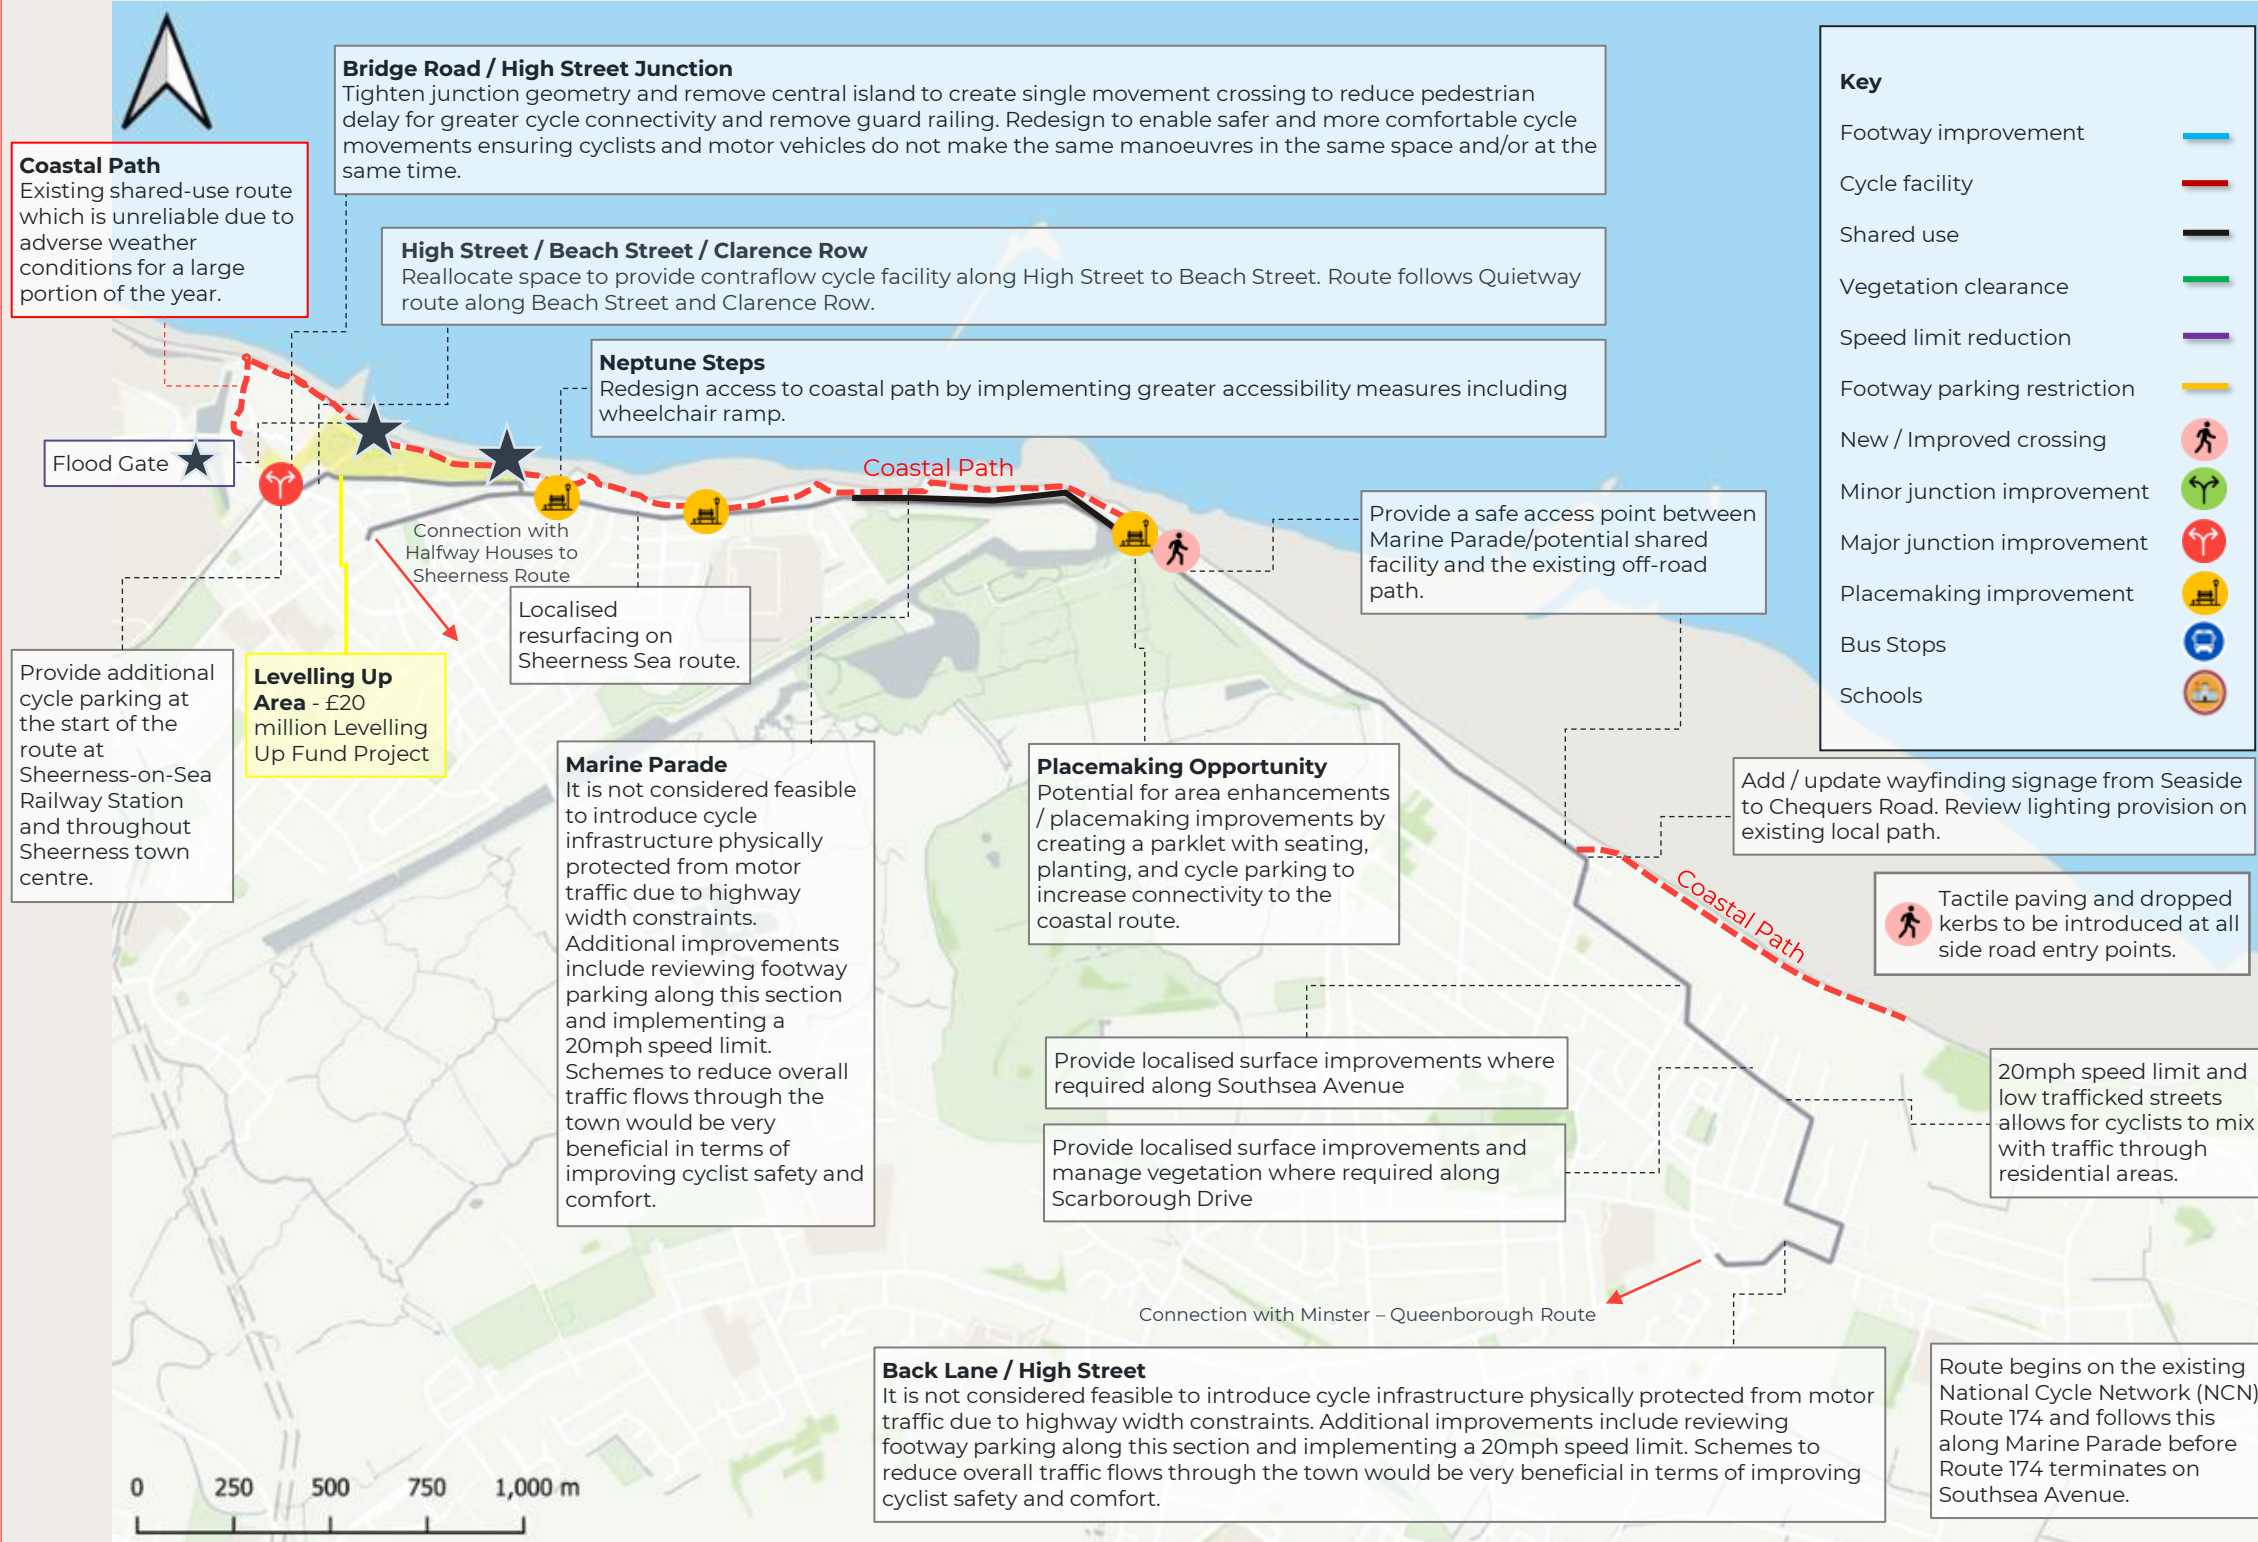 Bridge Road / High Street Junction
Tighten junction geometry and remove central island to create single movement crossing to reduce pedestrian
delay for greater cycle connectivity and remove guard railing. Redesign to enable safer and more comfortable cycle
movements ensuring cyclists and motor vehicles do not make the same manoeuvres in the same space and/or at the
same time.
Coastal Path
Existing shared-use route
which is unreliable due to
adverse weather
conditions for a large
portion of the year.
High Street / Beach Street / Clarence Row
Reallocate space to provide contraflow cycle facility along High Street to Beach Street. Route follows Quietway
route along Beach Street and Clarence Row.
Neptune Steps
Redesign access to coastal path by implementing greater accessibility measures including
wheelchair ramp.
Key
Footway improvement
Cycle facility
Shared use
Vegetation clearance
Speed limit reduction
Footway parking restriction
New / Improved crossing
Minor junction improvement
Major junction improvement
Placemaking improvement
Bus Stops
Schools
Flood Gate
Coastal Path
Connection with
Halfway Houses to
Sheerness Route
Provide a safe access point between
Marine Parade/potential shared
facility and the existing off-road
path.
Localised
resurfacing on
Sheerness Sea route.
Provide additional
cycle parking at
the start of the
route at
Sheerness-on-Sea
Railway Station
and throughout
Sheerness town
centre.
Levelling Up
Area - £20
million Levelling
Up Fund Project
Marine Parade
It is not considered feasible
to introduce cycle
infrastructure physically
protected from motor
traffic due to highway
width constraints.
Additional improvements
include reviewing footway
parking along this section
and implementing a
20mph speed limit.
Schemes to reduce overall
traffic flows through the
town would be very
beneficial in terms of
improving cyclist safety and
comfort.
Placemaking Opportunity
Potential for area enhancements
/ placemaking improvements by
creating a parklet with seating,
planting, and cycle parking to
increase connectivity to the
coastal route.
Add / update wayfinding signage from Seaside
to Chequers Road. Review lighting provision on
existing local path.
Coastal Path
Tactile paving and dropped
kerbs to be introduced at all
side road entry points.
Provide localised surface improvements where
required along Southsea Avenue
20mph speed limit and
low trafficked streets
allows for cyclists to mix
with traffic through
residential areas.
Provide localised surface improvements and
manage vegetation where required along
Scarborough Drive
Connection with Minster – Queenborough Route
Back Lane / High Street
It is not considered feasible to introduce cycle infrastructure physically protected from motor
traffic due to highway width constraints. Additional improvements include reviewing
footway parking along this section and implementing a 20mph speed limit. Schemes to
reduce overall traffic flows through the town would be very beneficial in terms of improving
cyclist safety and comfort.
Route begins on the existing
National Cycle Network (NCN)
Route 174 and follows this
along Marine Parade before
Route 174 terminates on
Southsea Avenue.
0 250 500 750 1,000 m